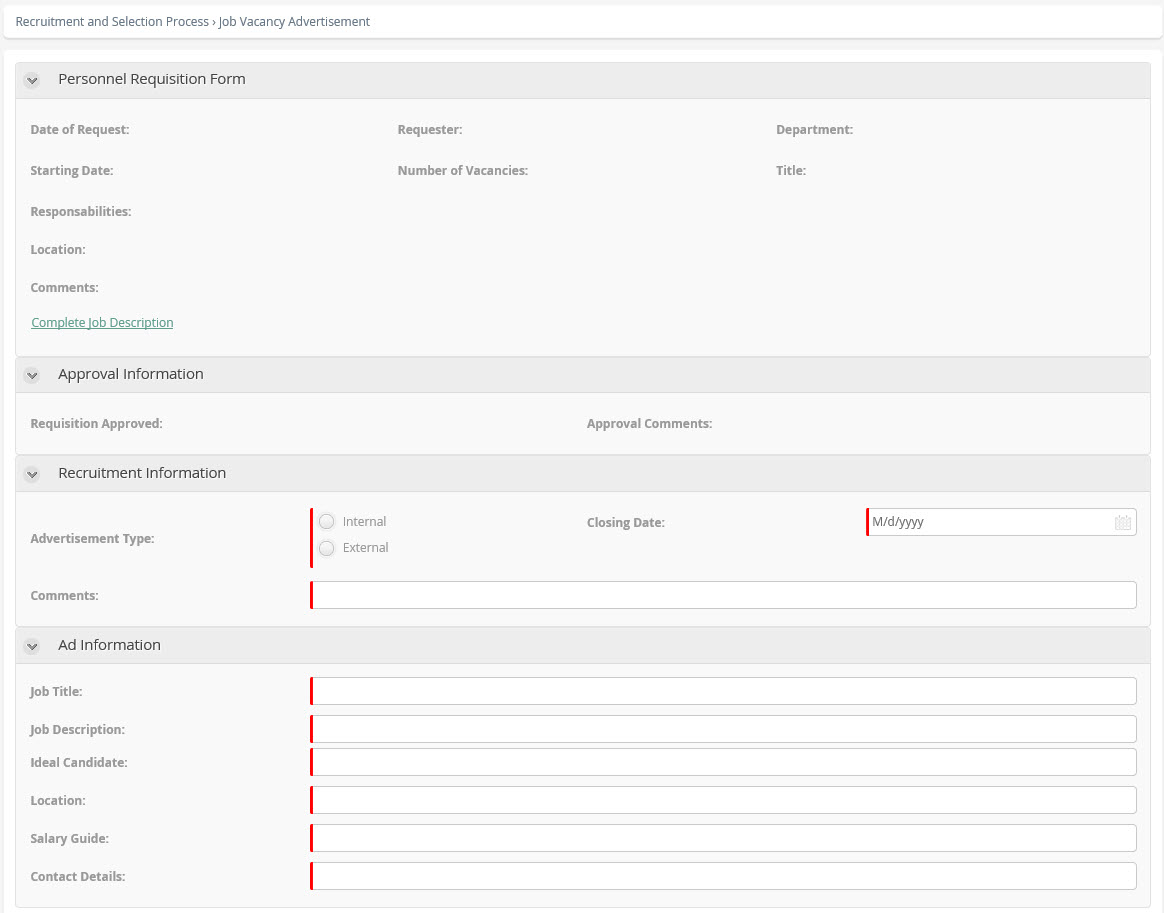 Recruitment and Selection Process › Job Vacancy Advertisement
Personnel Requisition Form
Date of Request: Requester: Department:
Starting Date: Number of Vacancies: Title:
Responsabilities:
Location:
Comments:
Complete Job Description
Approval Information
Requisition Approved: Approval Comments:
Recruitment Information
Advertisement Type: Internal Closing Date: M/d/yyyy
External
Comments:
Ad Information
Job Title:
Job Description:
Ideal Candidate:
Location:
Salary Guide:
Contact Details: